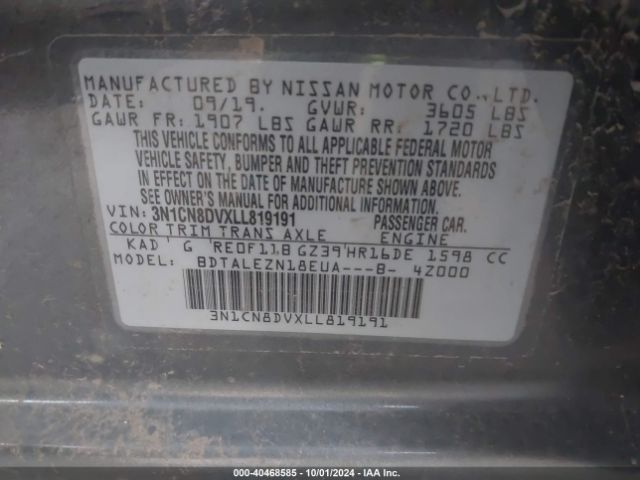 MANUFACTURED BY NISSAN MOTOR CO., LTD.
DATE: 09/19. GVWR: 3605 LBS
GAWR FR: 1907 LBS GAWR RR: 1720 LBS
THIS VEHICLE CONFORMS TO ALL APPLICABLE FEDERAL MOTOR
VEHICLE SAFETY, BUMPER AND THEFT PREVENTION STANDARDS
IN EFFECT ON THE DATE OF MANUFACTURE SHOWN ABOVE.
SEE OWNER'S MANUAL FOR ADDITIONAL INFORMATION.
VIN: 3N1CN8DVXLL819191 PASSENGER CAR.
COLOR TRIM TRANS AXLE ENGINE
KAD G RE0F11B GZ39 HR16DE 1598 CC
MODEL: BDTALEZN18EUA---B- 4Z000
3N1CN8DVXLL819191
000-40468585 - 10/01/2024 - IAA Inc.